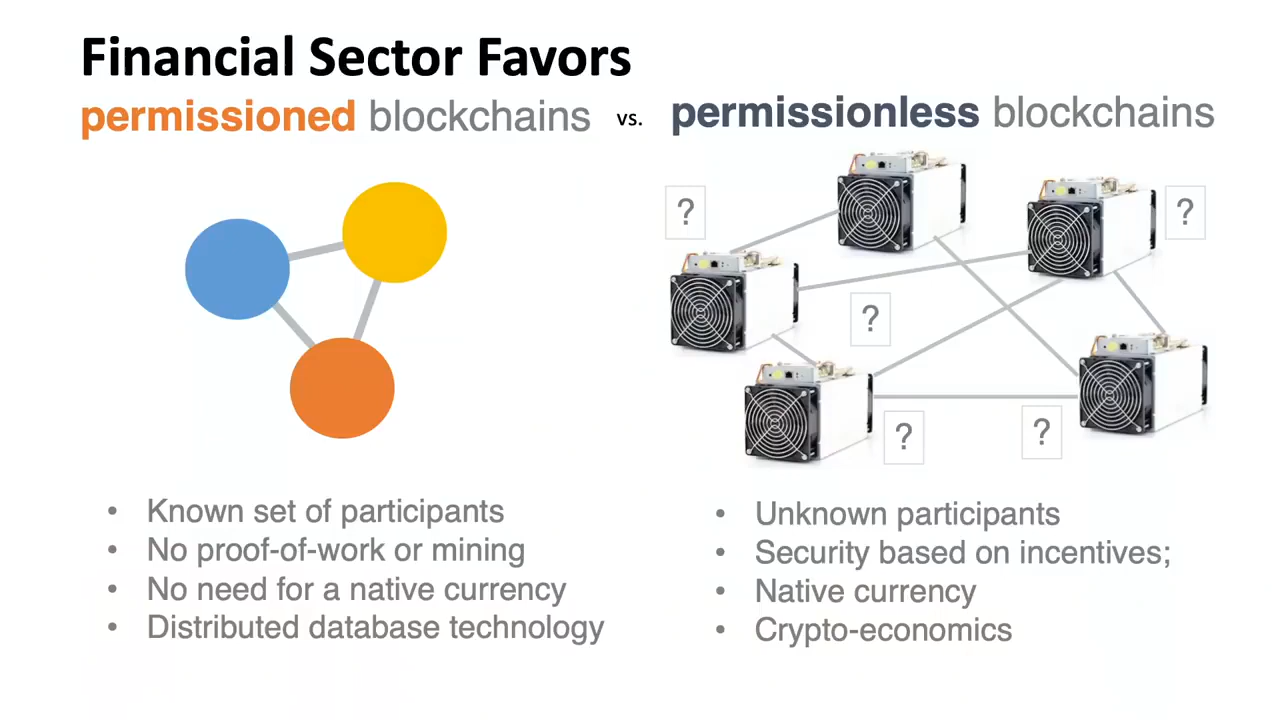 Financial Sector Favors
permissioned blockchains vs. permissionless blockchains
?
?
?
?
?
• Known set of participants
• No proof-of-work or mining
• No need for a native currency
• Distributed database technology
• Unknown participants
• Security based on incentives;
• Native currency
• Crypto-economics